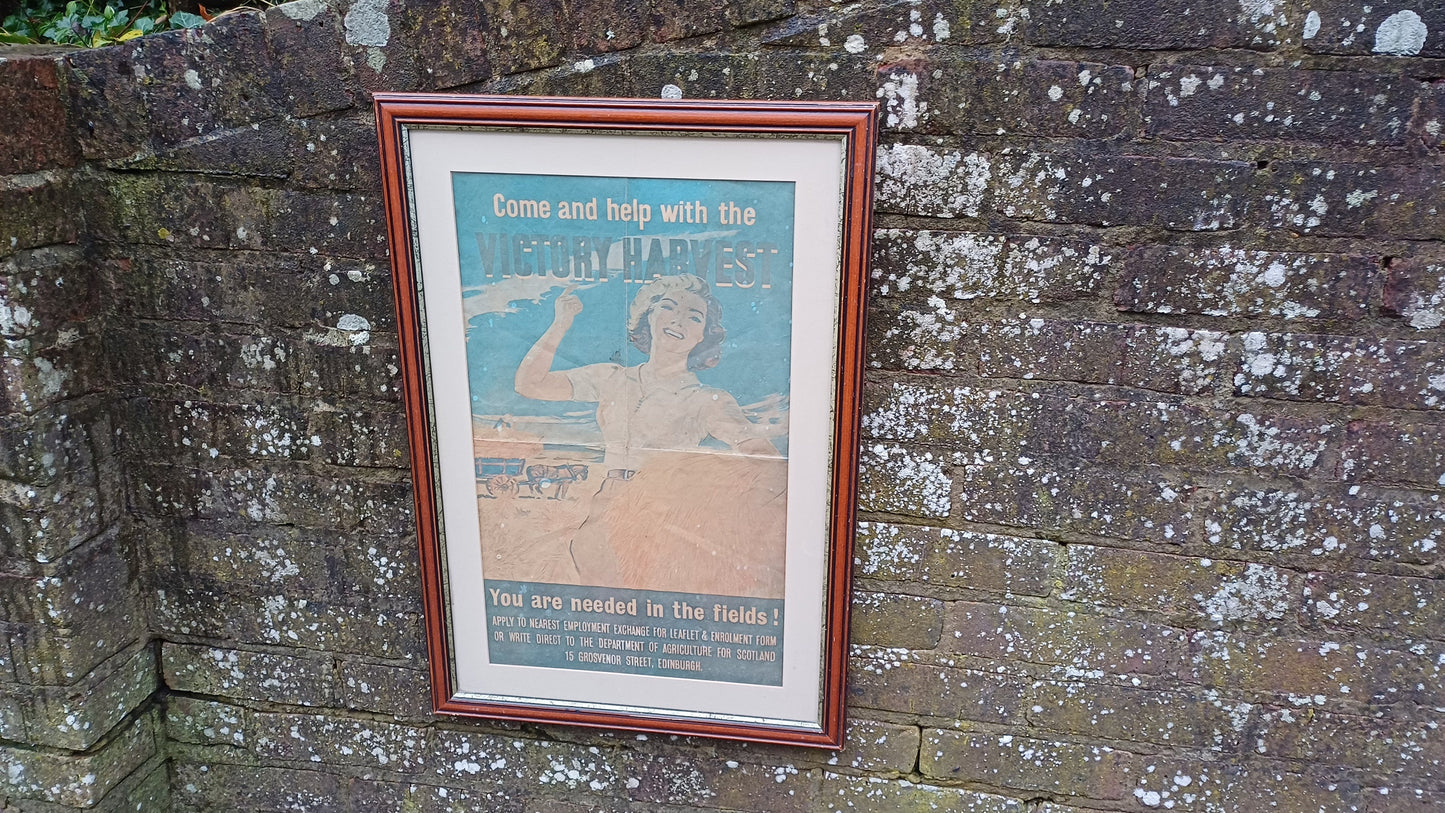 Come and help with the
VICTORY HARVEST
You are needed in the fields!
APPLY TO NEAREST EMPLOYMENT EXCHANGE FOR LEAFLET & ENROLMENT FORM
OR WRITE DIRECT TO THE DEPARTMENT OF AGRICULTURE FOR SCOTLAND
15 GROSVENOR STREET, EDINBURGH.